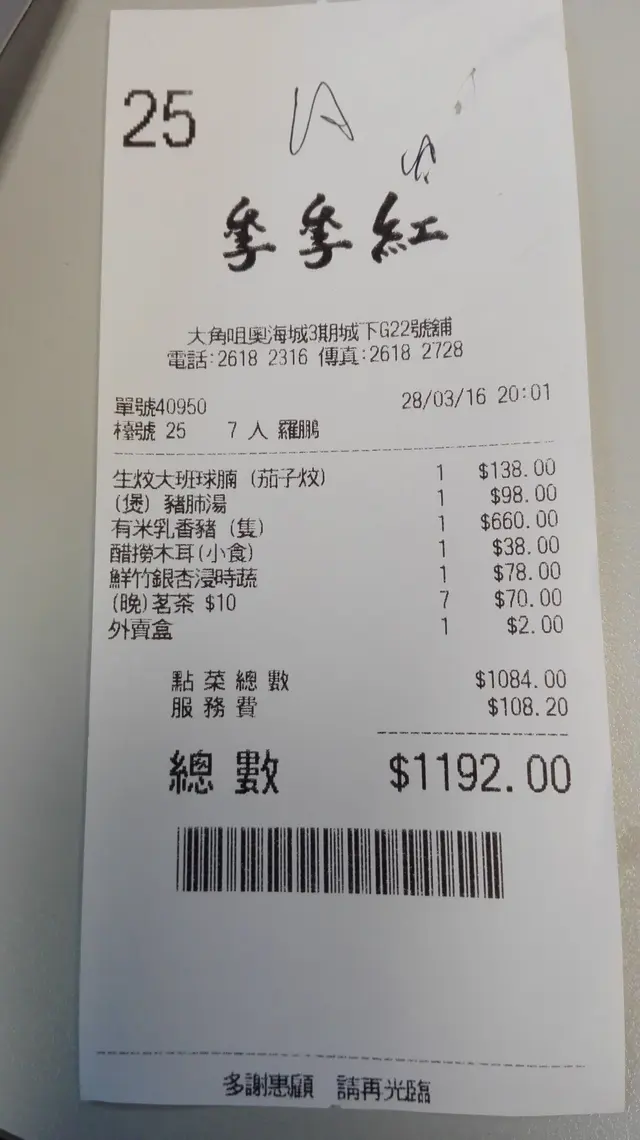 25
季季紅
大角咀奧海城3期城下G22號舖
電話:2618 2316 傳真:2618 2728
單號40950 28/03/16 20:01
檯號 25 7 人 羅鵬
生炆大班球腩 (茄子炆) 1 $138.00
(煲) 豬肺湯 1 $98.00
有米乳香豬 (隻) 1 $660.00
醋撈木耳(小食) 1 $38.00
鮮竹銀杏浸時蔬 1 $78.00
(晚)茗茶 $10 7 $70.00
外賣盒 1 $2.00
點菜總數 $1084.00
服務費 $108.20
總數 $1192.00
多謝惠顧 請再光臨